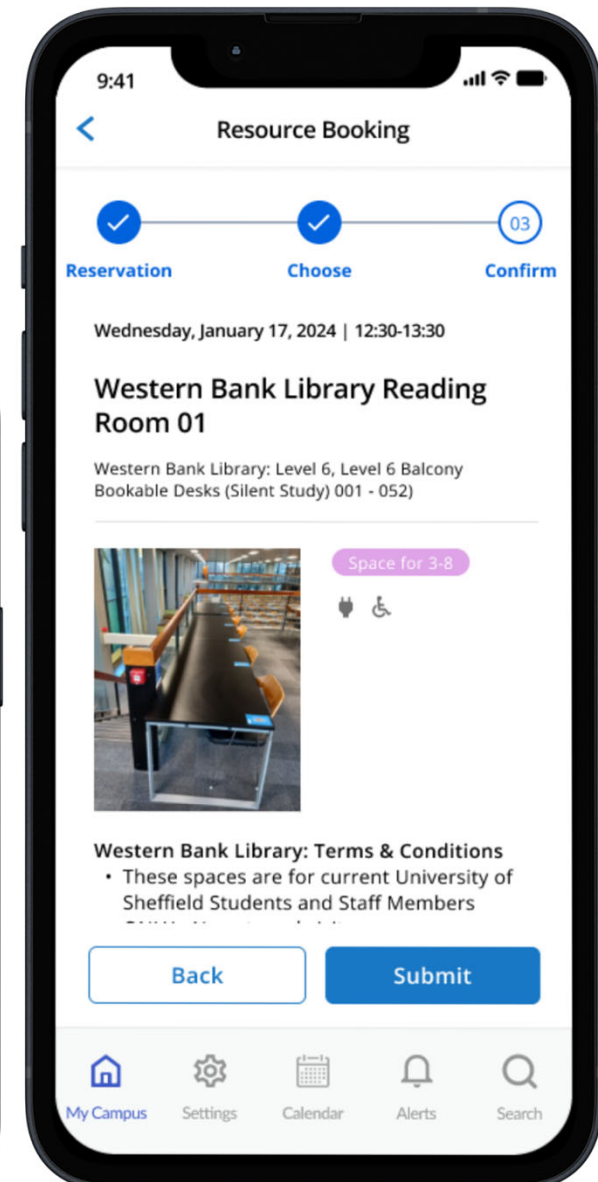 9:41
Resource Booking
03
Reservation Choose Confirm
Wednesday, January 17, 2024 | 12:30-13:30
Western Bank Library Reading
Room 01
Western Bank Library: Level 6, Level 6 Balcony
Bookable Desks (Silent Study) 001 - 052)
Space for 3-8
Western Bank Library: Terms & Conditions
• These spaces are for current University of
Sheffield Students and Staff Members
Back Submit
My Campus Settings Calendar Alerts Search